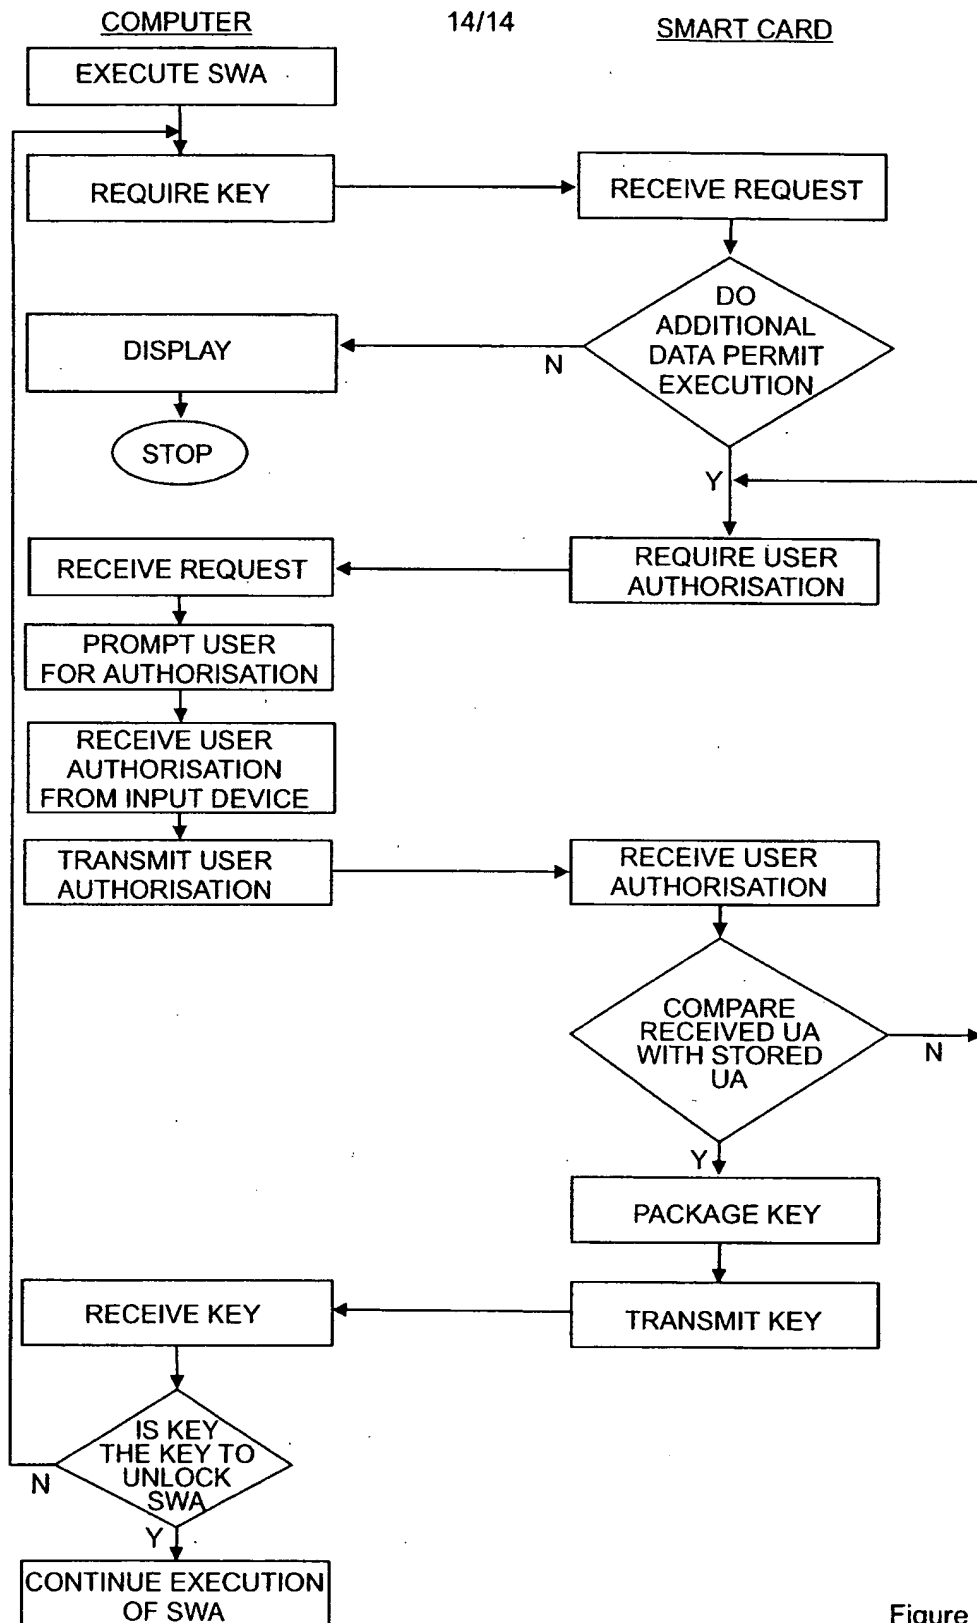 COMPUTER
14/14
SMART CARD
EXECUTE SWA
REQUIRE KEY
RECEIVE REQUEST
DO
ADDITIONAL
DATA PERMIT
EXECUTION
N
DISPLAY
STOP
Y
REQUIRE USER
AUTHORISATION
RECEIVE REQUEST
PROMPT USER
FOR AUTHORISATION
RECEIVE USER
AUTHORISATION
FROM INPUT DEVICE
TRANSMIT USER
AUTHORISATION
RECEIVE USER
AUTHORISATION
COMPARE
RECEIVED UA
WITH STORED
UA
N
Y
PACKAGE KEY
TRANSMIT KEY
RECEIVE KEY
IS KEY
THE KEY TO
UNLOCK
SWA
N
Y
CONTINUE EXECUTION
OF SWA
Figure